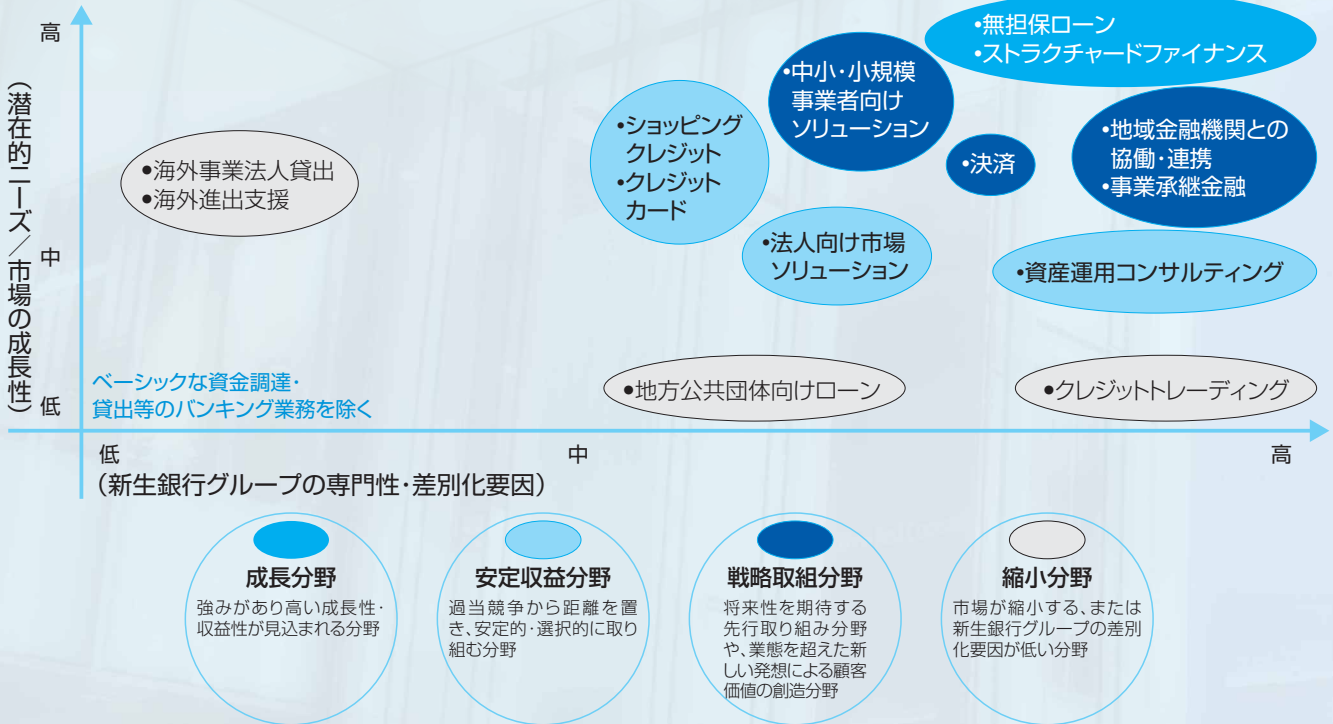 高
(潜在的ニーズ/市場の成長性)
中
低
•無担保ローン
•ストラクチャードファイナンス
•中小・小規模
事業者向け
ソリューション
•ショッピング
クレジット
•クレジット
カード
•決済
•地域金融機関との
協働・連携
•事業承継金融
●海外事業法人貸出
●海外進出支援
•法人向け市場
ソリューション
•資産運用コンサルティング
ベーシックな資金調達・
貸出等のバンキング業務を除く
●地方公共団体向けローン
●クレジットトレーディング
低
中
高
(新生銀行グループの専門性・差別化要因)
成長分野
強みがあり高い成長性・
収益性が見込まれる分野
安定収益分野
過当競争から距離を置
き、安定的・選択的に取り
組む分野
戦略取組分野
将来性を期待する
先行取り組み分野
や、業態を超えた新
しい発想による顧客
価値の創造分野
縮小分野
市場が縮小する、または
新生銀行グループの差別
化要因が低い分野